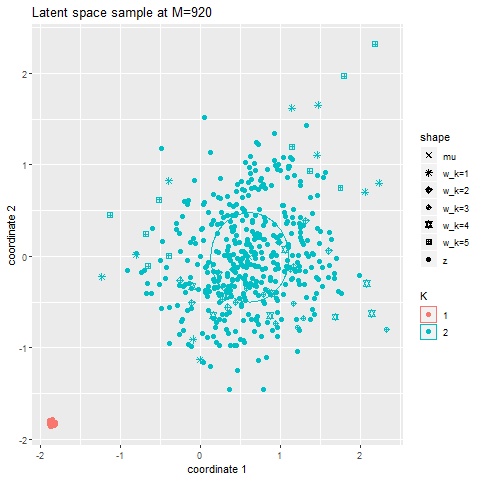 Latent space sample at M=920
2
1
0
-1
-2
-2
-1
0
1
2
coordinate 1
coordinate 2
shape
mu
w_k=1
w_k=2
w_k=3
w_k=4
w_k=5
z
K
1
2